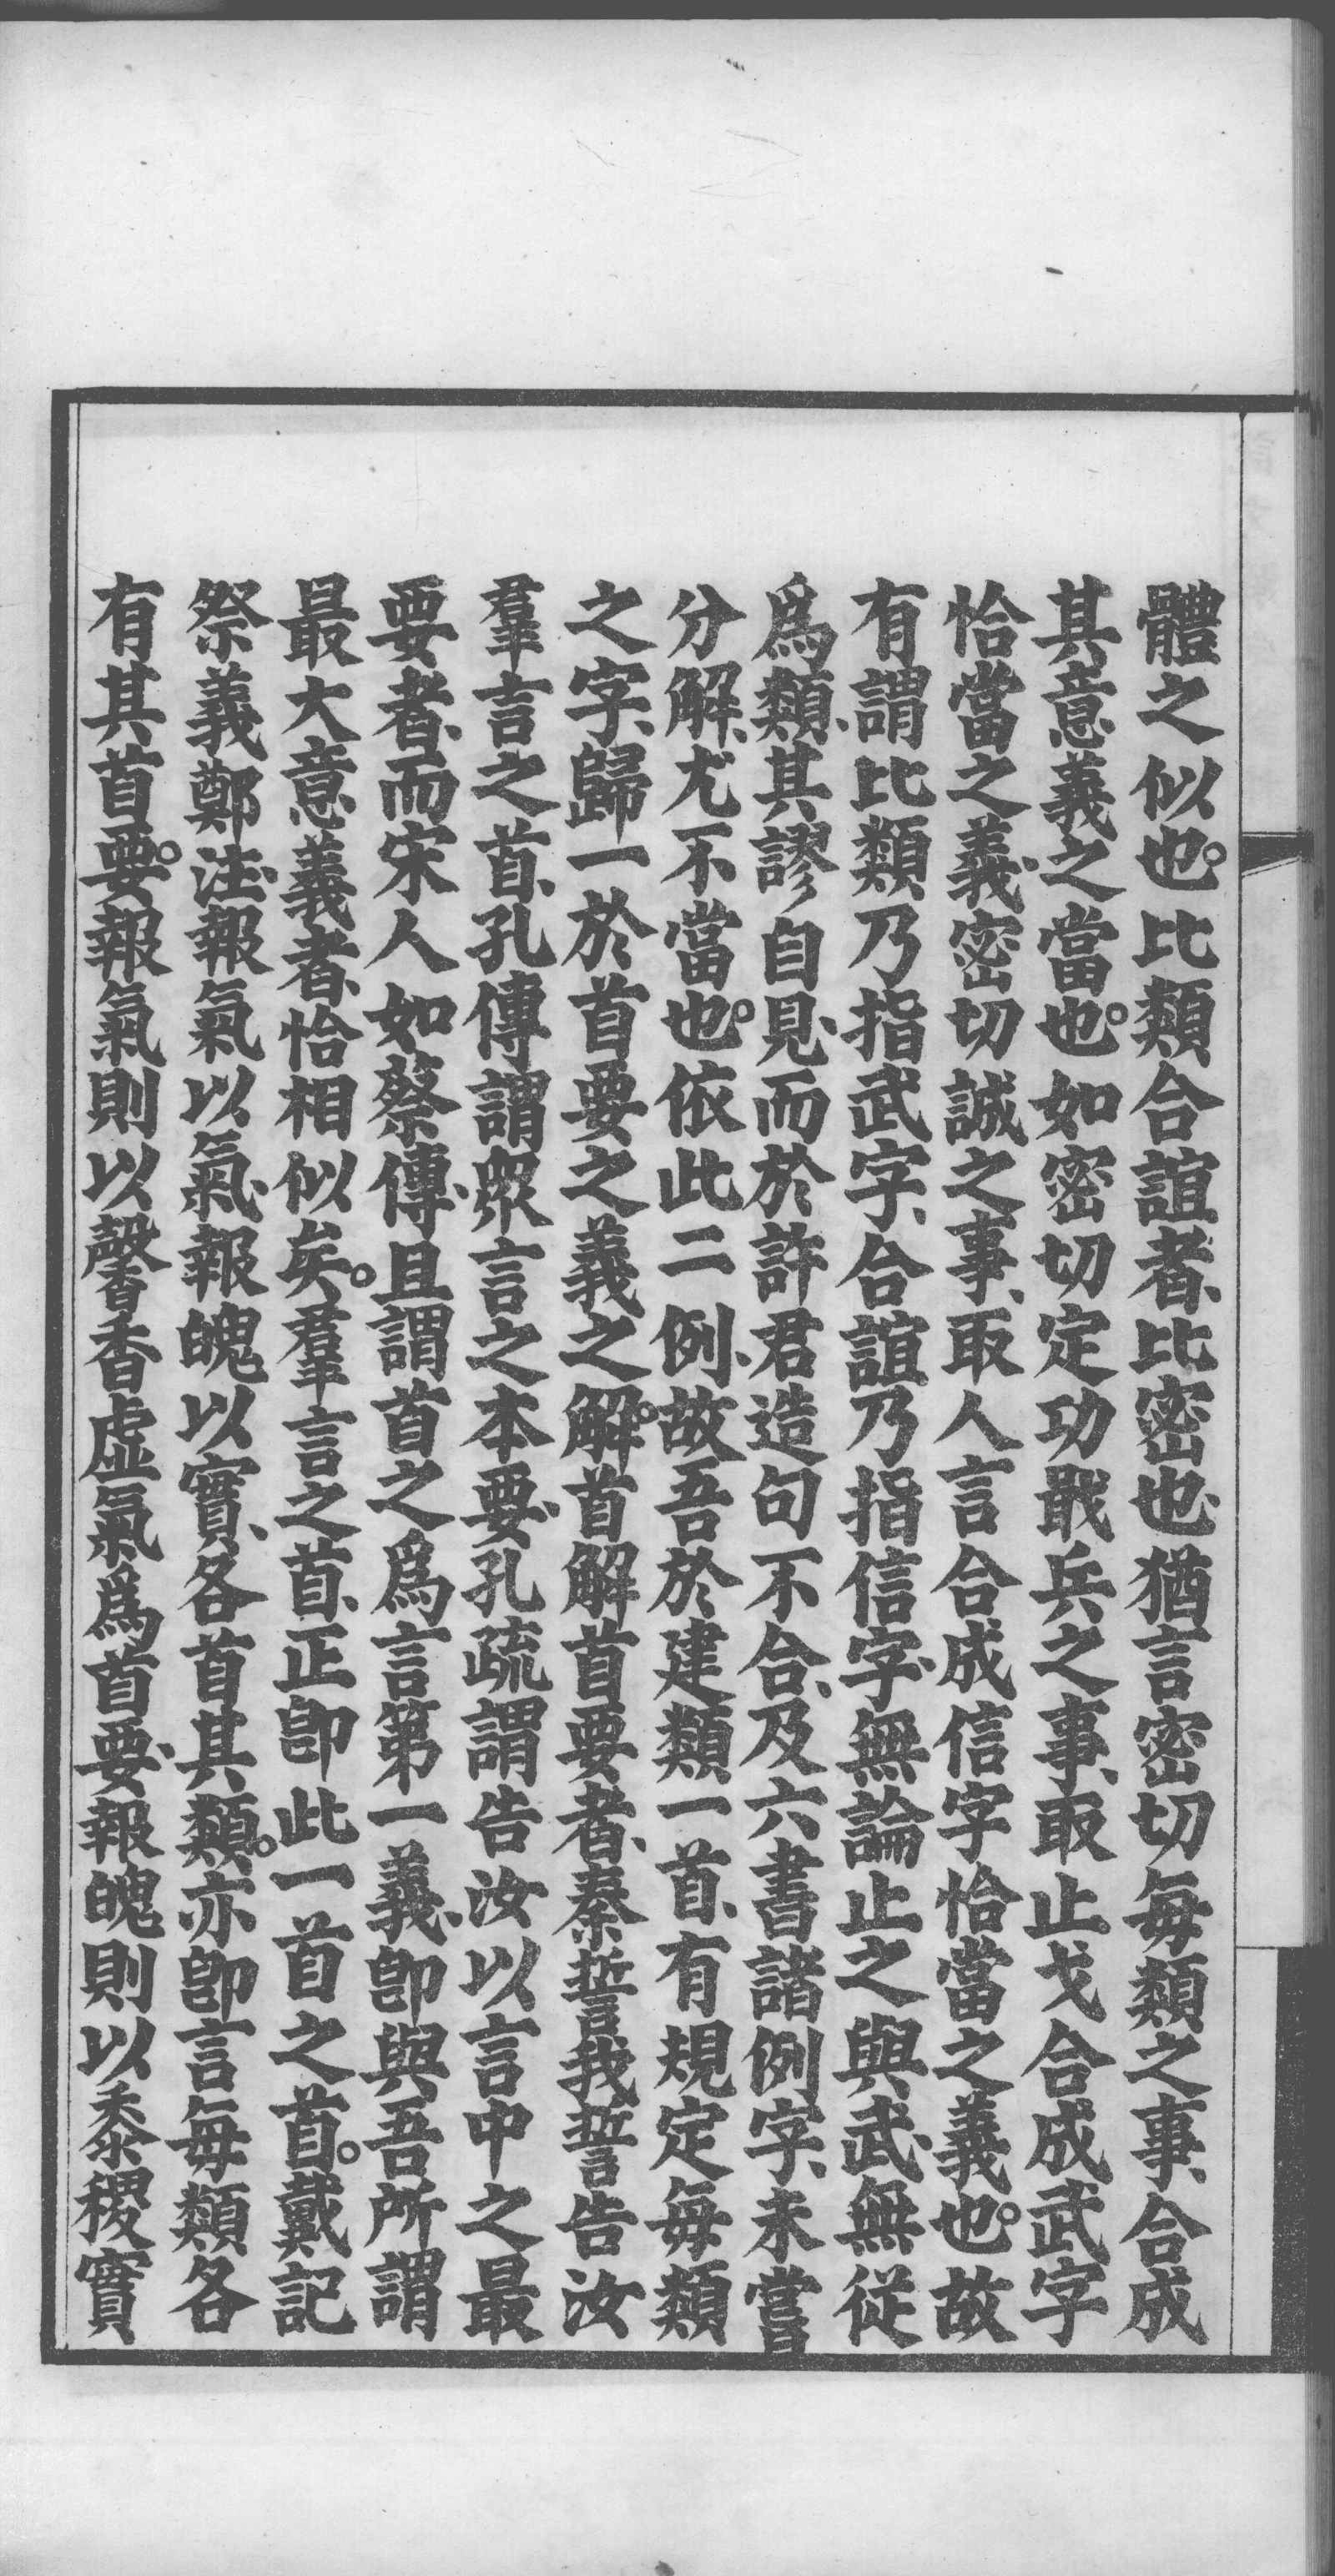 體之似也。比類合誼者、比密也、猶言密切每類之事、合成
其意義之當也。如密切定功戢兵之事、取止戈合成武字
恰當之義、密切誠之事、取人言合成信字恰當之義也。故
有謂比類乃指武字、合誼乃指信字、無論止之與武、無從
爲類、其謬自見、而於許君造句不合、及六書諸例字、未嘗
分解、尤不當也。依此二例、故吾於建類一首、有規定每類
之字、歸一於首要之義之解。首解首要者、秦誓我誓告汝
羣言之首、孔傳謂衆言之本要、孔疏謂告汝以言中之最
要者、而宋人如蔡傳、且謂首之爲言第一義、卽與吾所謂
最大意義者、恰相似矣。羣言之首、正卽此一首之首。戴記
祭義鄭注、報氣以氣、報魄以實、各首其類。亦卽言每類各
有其首要。報氣則以馨香虛氣爲首要、報魄則以黍稷實